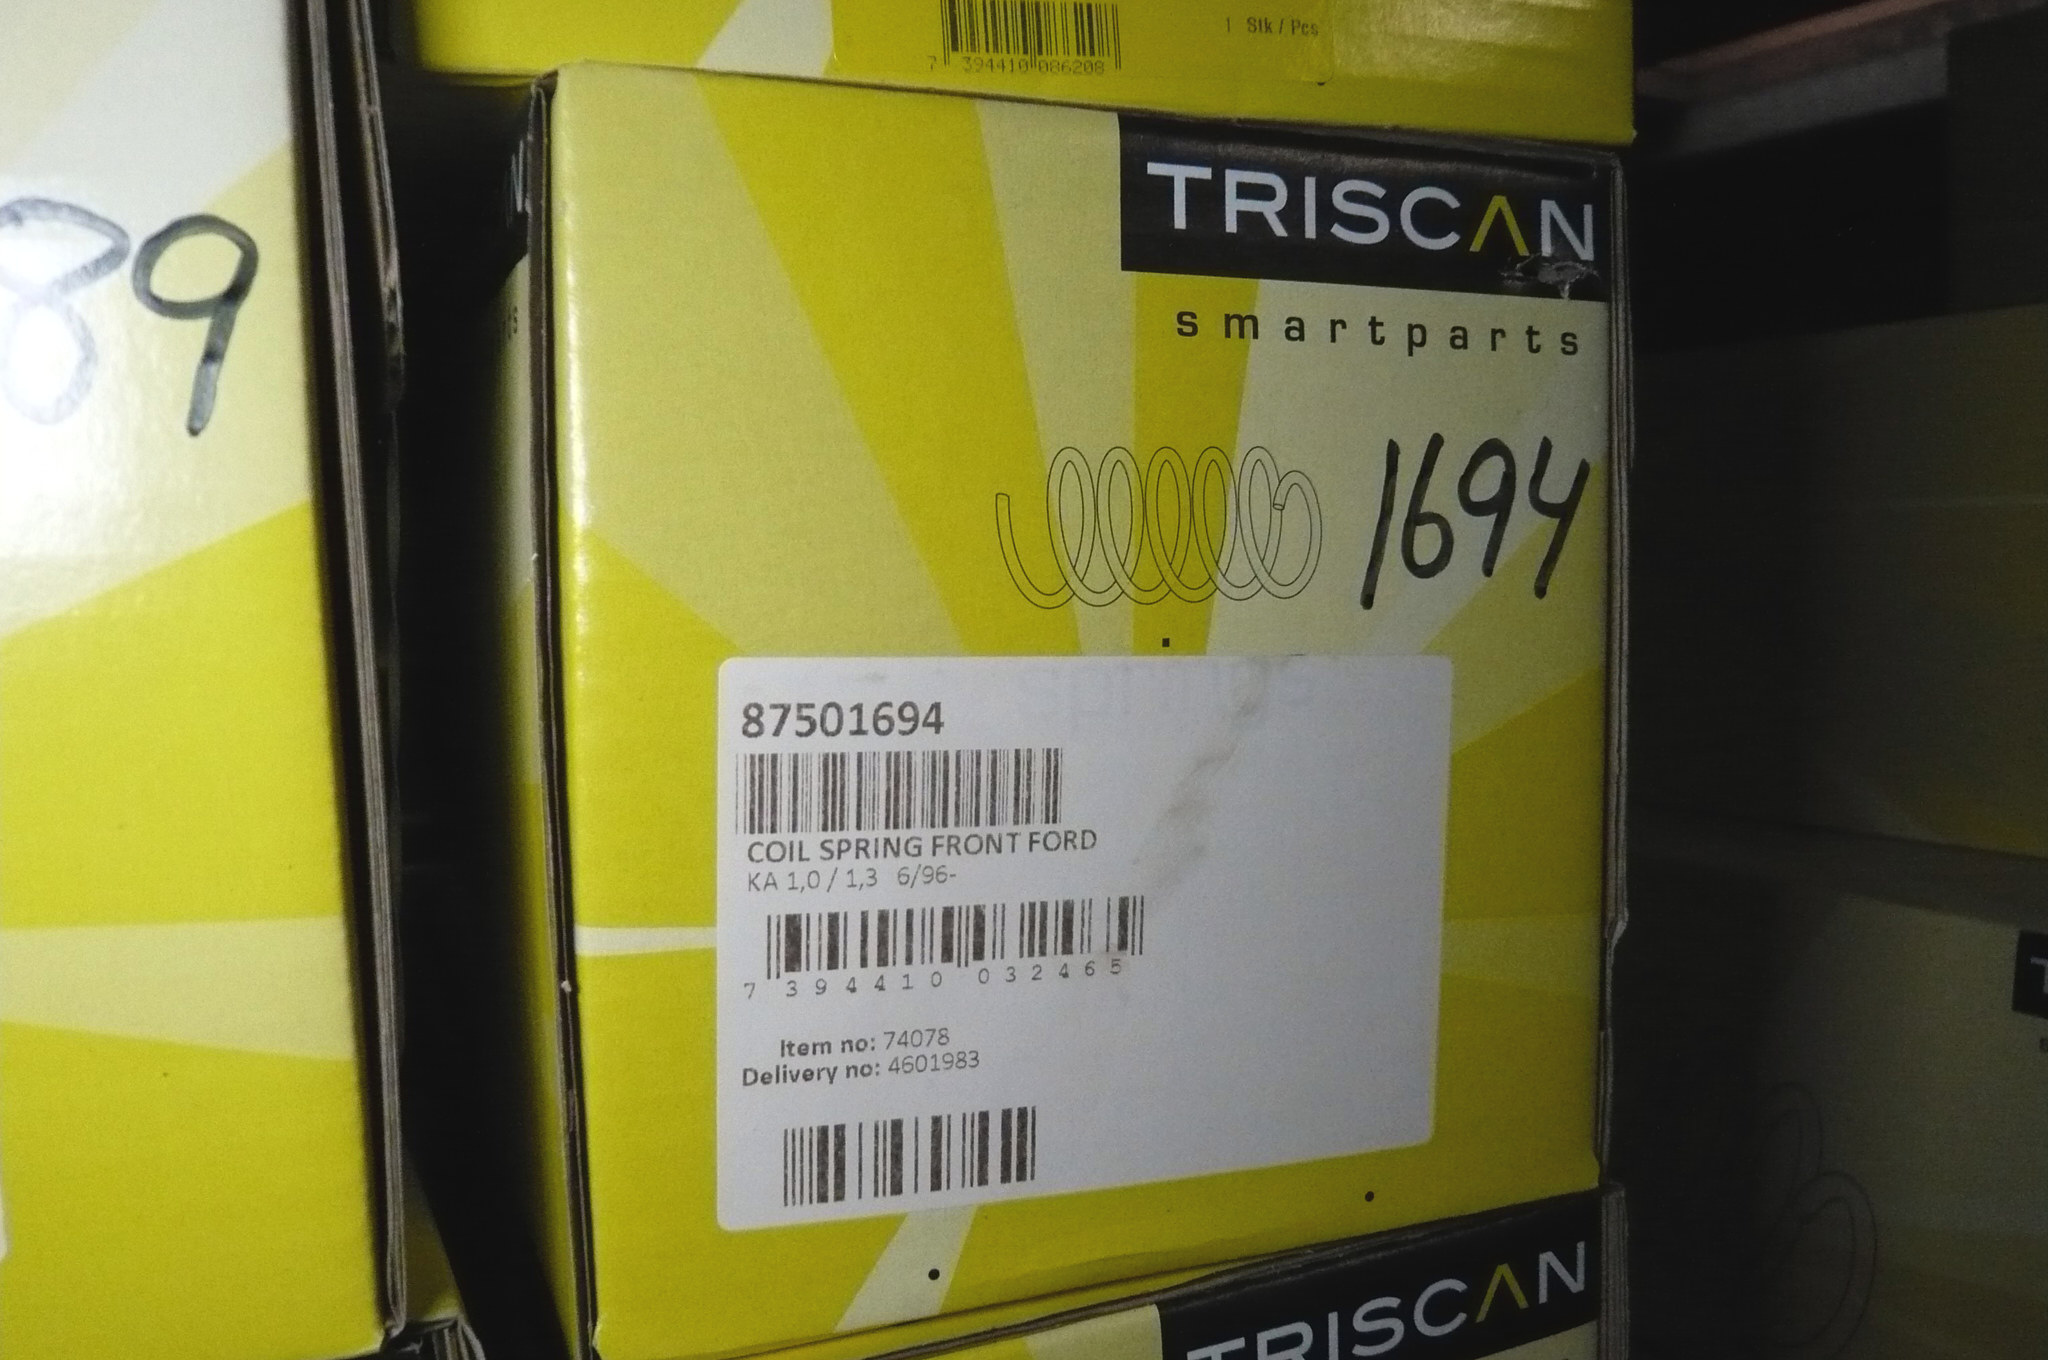 1 Stk / Pcs
7 394410 086208
89
TRISCAN
smartparts
1694
87501694
COIL SPRING FRONT FORD
KA 1,0 / 1,3 6/96-
7 394410 032465
Item no: 74078
Delivery no: 4601983
TRISCAN